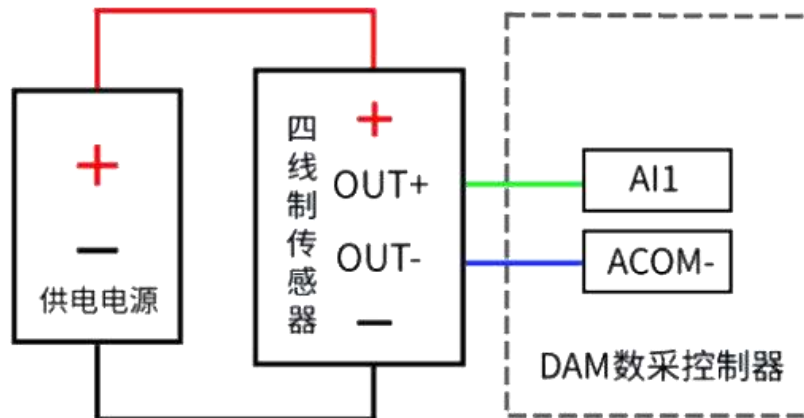 +
−
供电电源
四线制传感器
+
OUT+
OUT-
−
AI1
ACOM-
DAM数采控制器